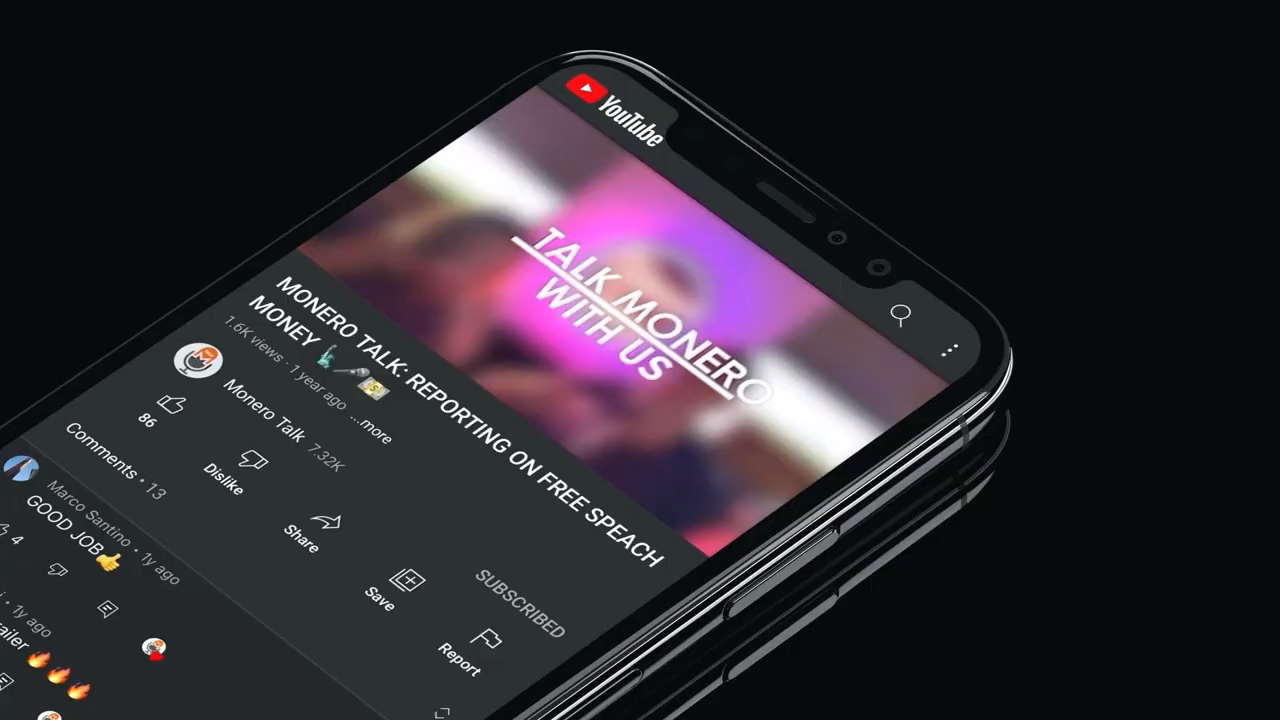 YouTube
TALK MONERO
WITH US
MONERO TALK: REPORTING ON FREE SPEACH
MONEY 🗽🎤💵
1.6K views · 1 year ago ...more
Monero Talk 7.32K
SUBSCRIBED
86
Dislike
Share
Save
Report
Comments • 13
Marco Santino • 1y ago
GOOD JOB👍
4
• 1y ago
🔥🔥🔥